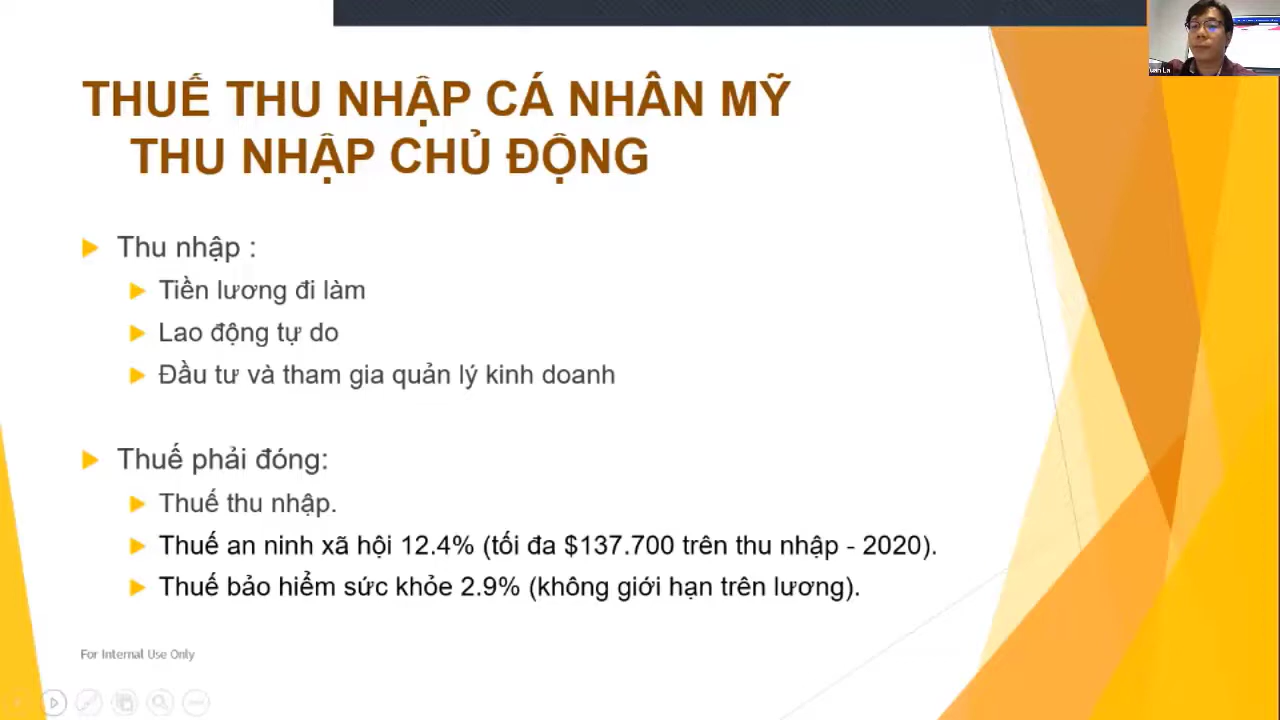 THUẾ THU NHẬP CÁ NHÂN MỸ
THU NHẬP CHỦ ĐỘNG
Thu nhập :
Tiền lương đi làm
Lao động tự do
Đầu tư và tham gia quản lý kinh doanh
Thuế phải đóng:
Thuế thu nhập.
Thuế an ninh xã hội 12.4% (tối đa $137.700 trên thu nhập - 2020).
Thuế bảo hiểm sức khỏe 2.9% (không giới hạn trên lương).
For Internal Use Only